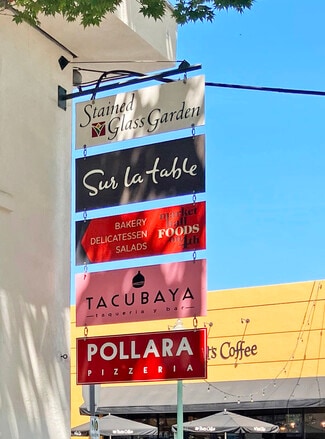 Stained
Glass Garden
Sur la table
BAKERY
DELICATESSEN
SALADS
FOODS
TACUBAYA
taqueria y bar
POLLARA
PIZZERIA
Coffee